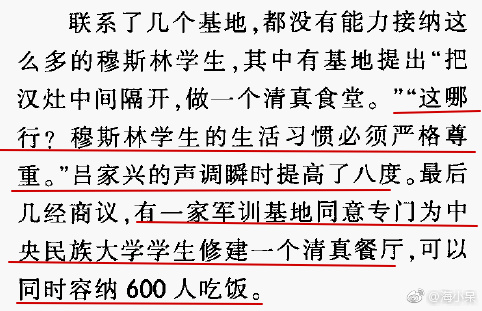 联系了几个基地,都没有能力接纳这
么多的穆斯林学生,其中有基地提出“把
汉灶中间隔开,做一个清真食堂。”“这哪
行?穆斯林学生的生活习惯必须严格尊
重。”吕家兴的声调瞬时提高了八度。最后
几经商议,有一家军训基地同意专门为中
央民族大学学生修建一个清真餐厅,可以
同时容纳 600 人吃饭。